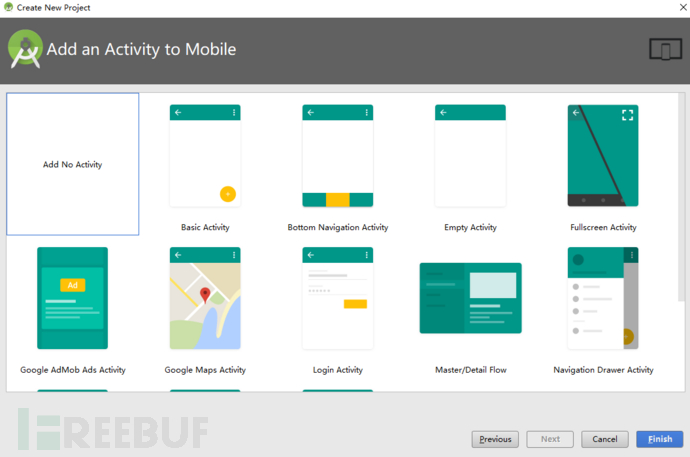 Create New Project
Add an Activity to Mobile
Add No Activity
Basic Activity
Bottom Navigation Activity
Empty Activity
Fullscreen Activity
Ad
Google AdMob Ads Activity
Google Maps Activity
Login Activity
Master/Detail Flow
Navigation Drawer Activity
FREEBUF
Previous
Next
Cancel
Finish